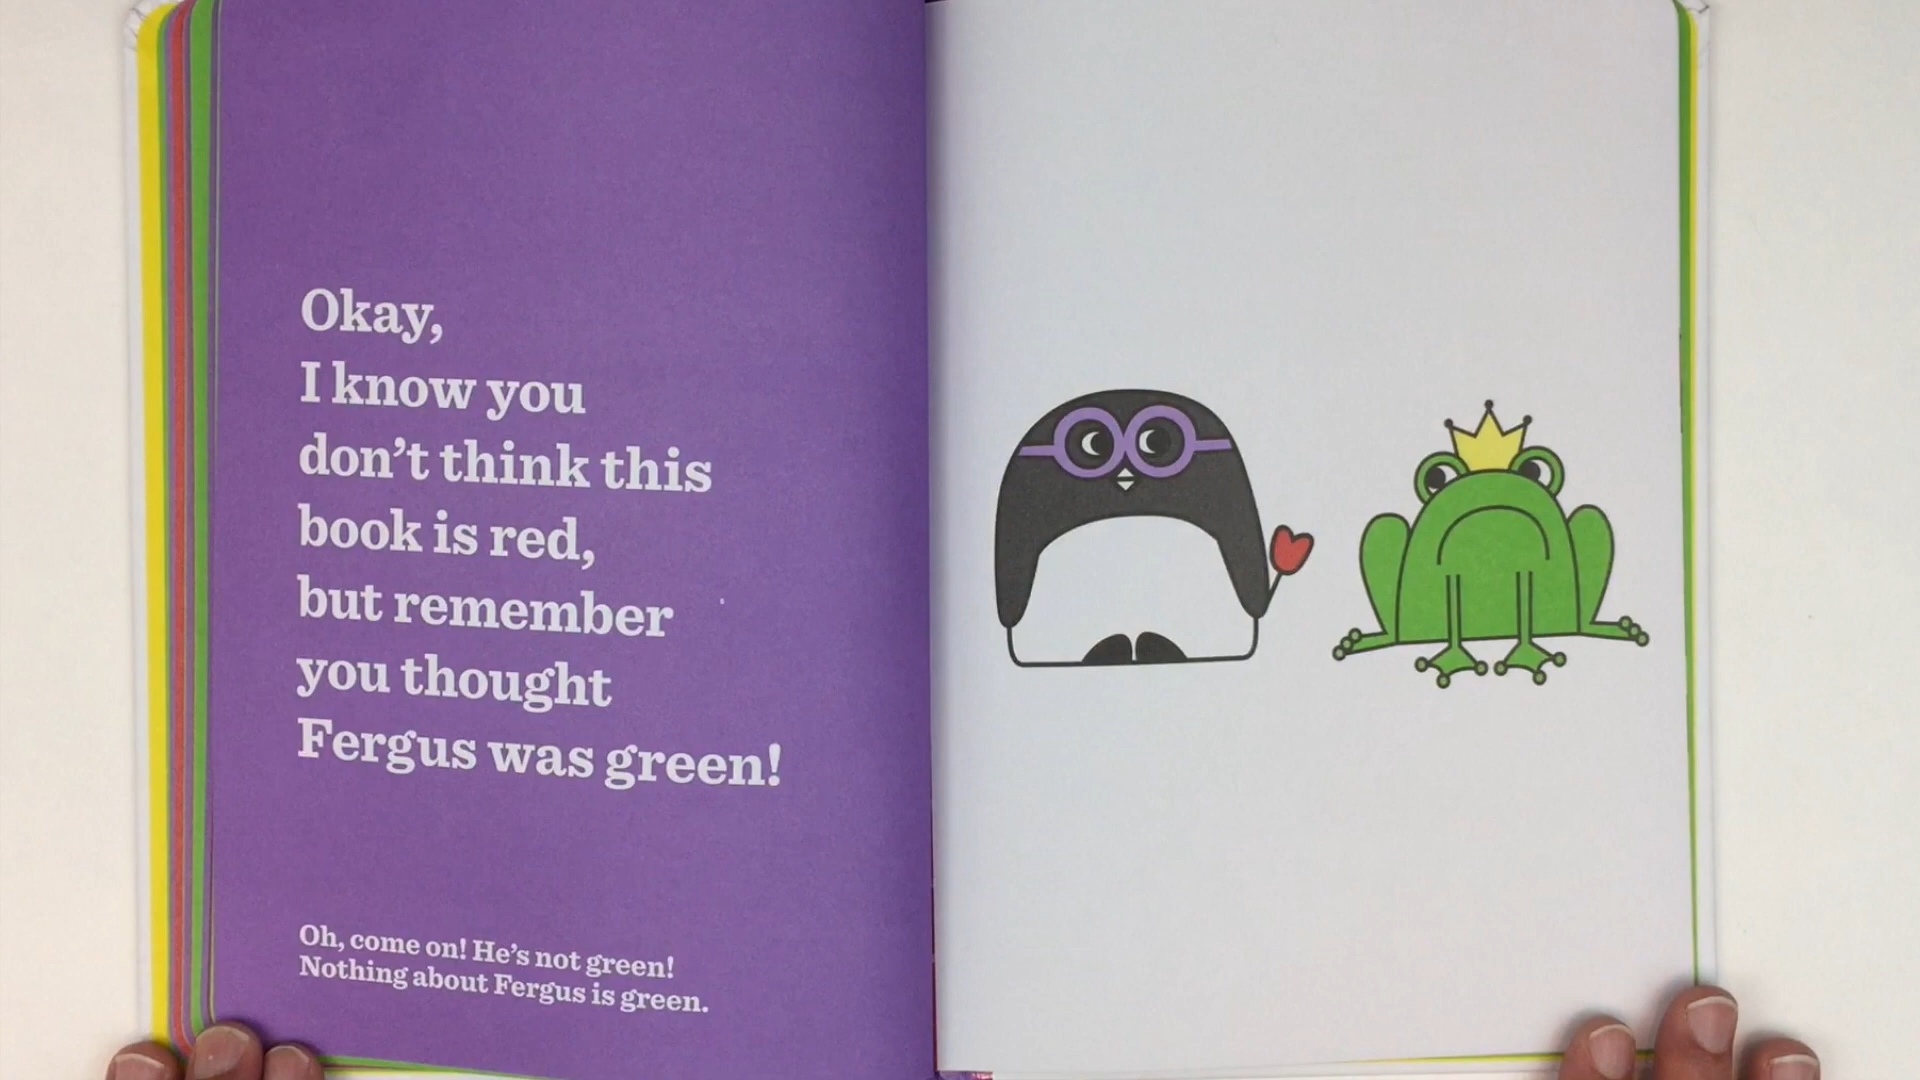 Okay,
I know you
don't think this
book is red,
but remember
you thought
Fergus was green!
Oh, come on! He's not green!
Nothing about Fergus is green.